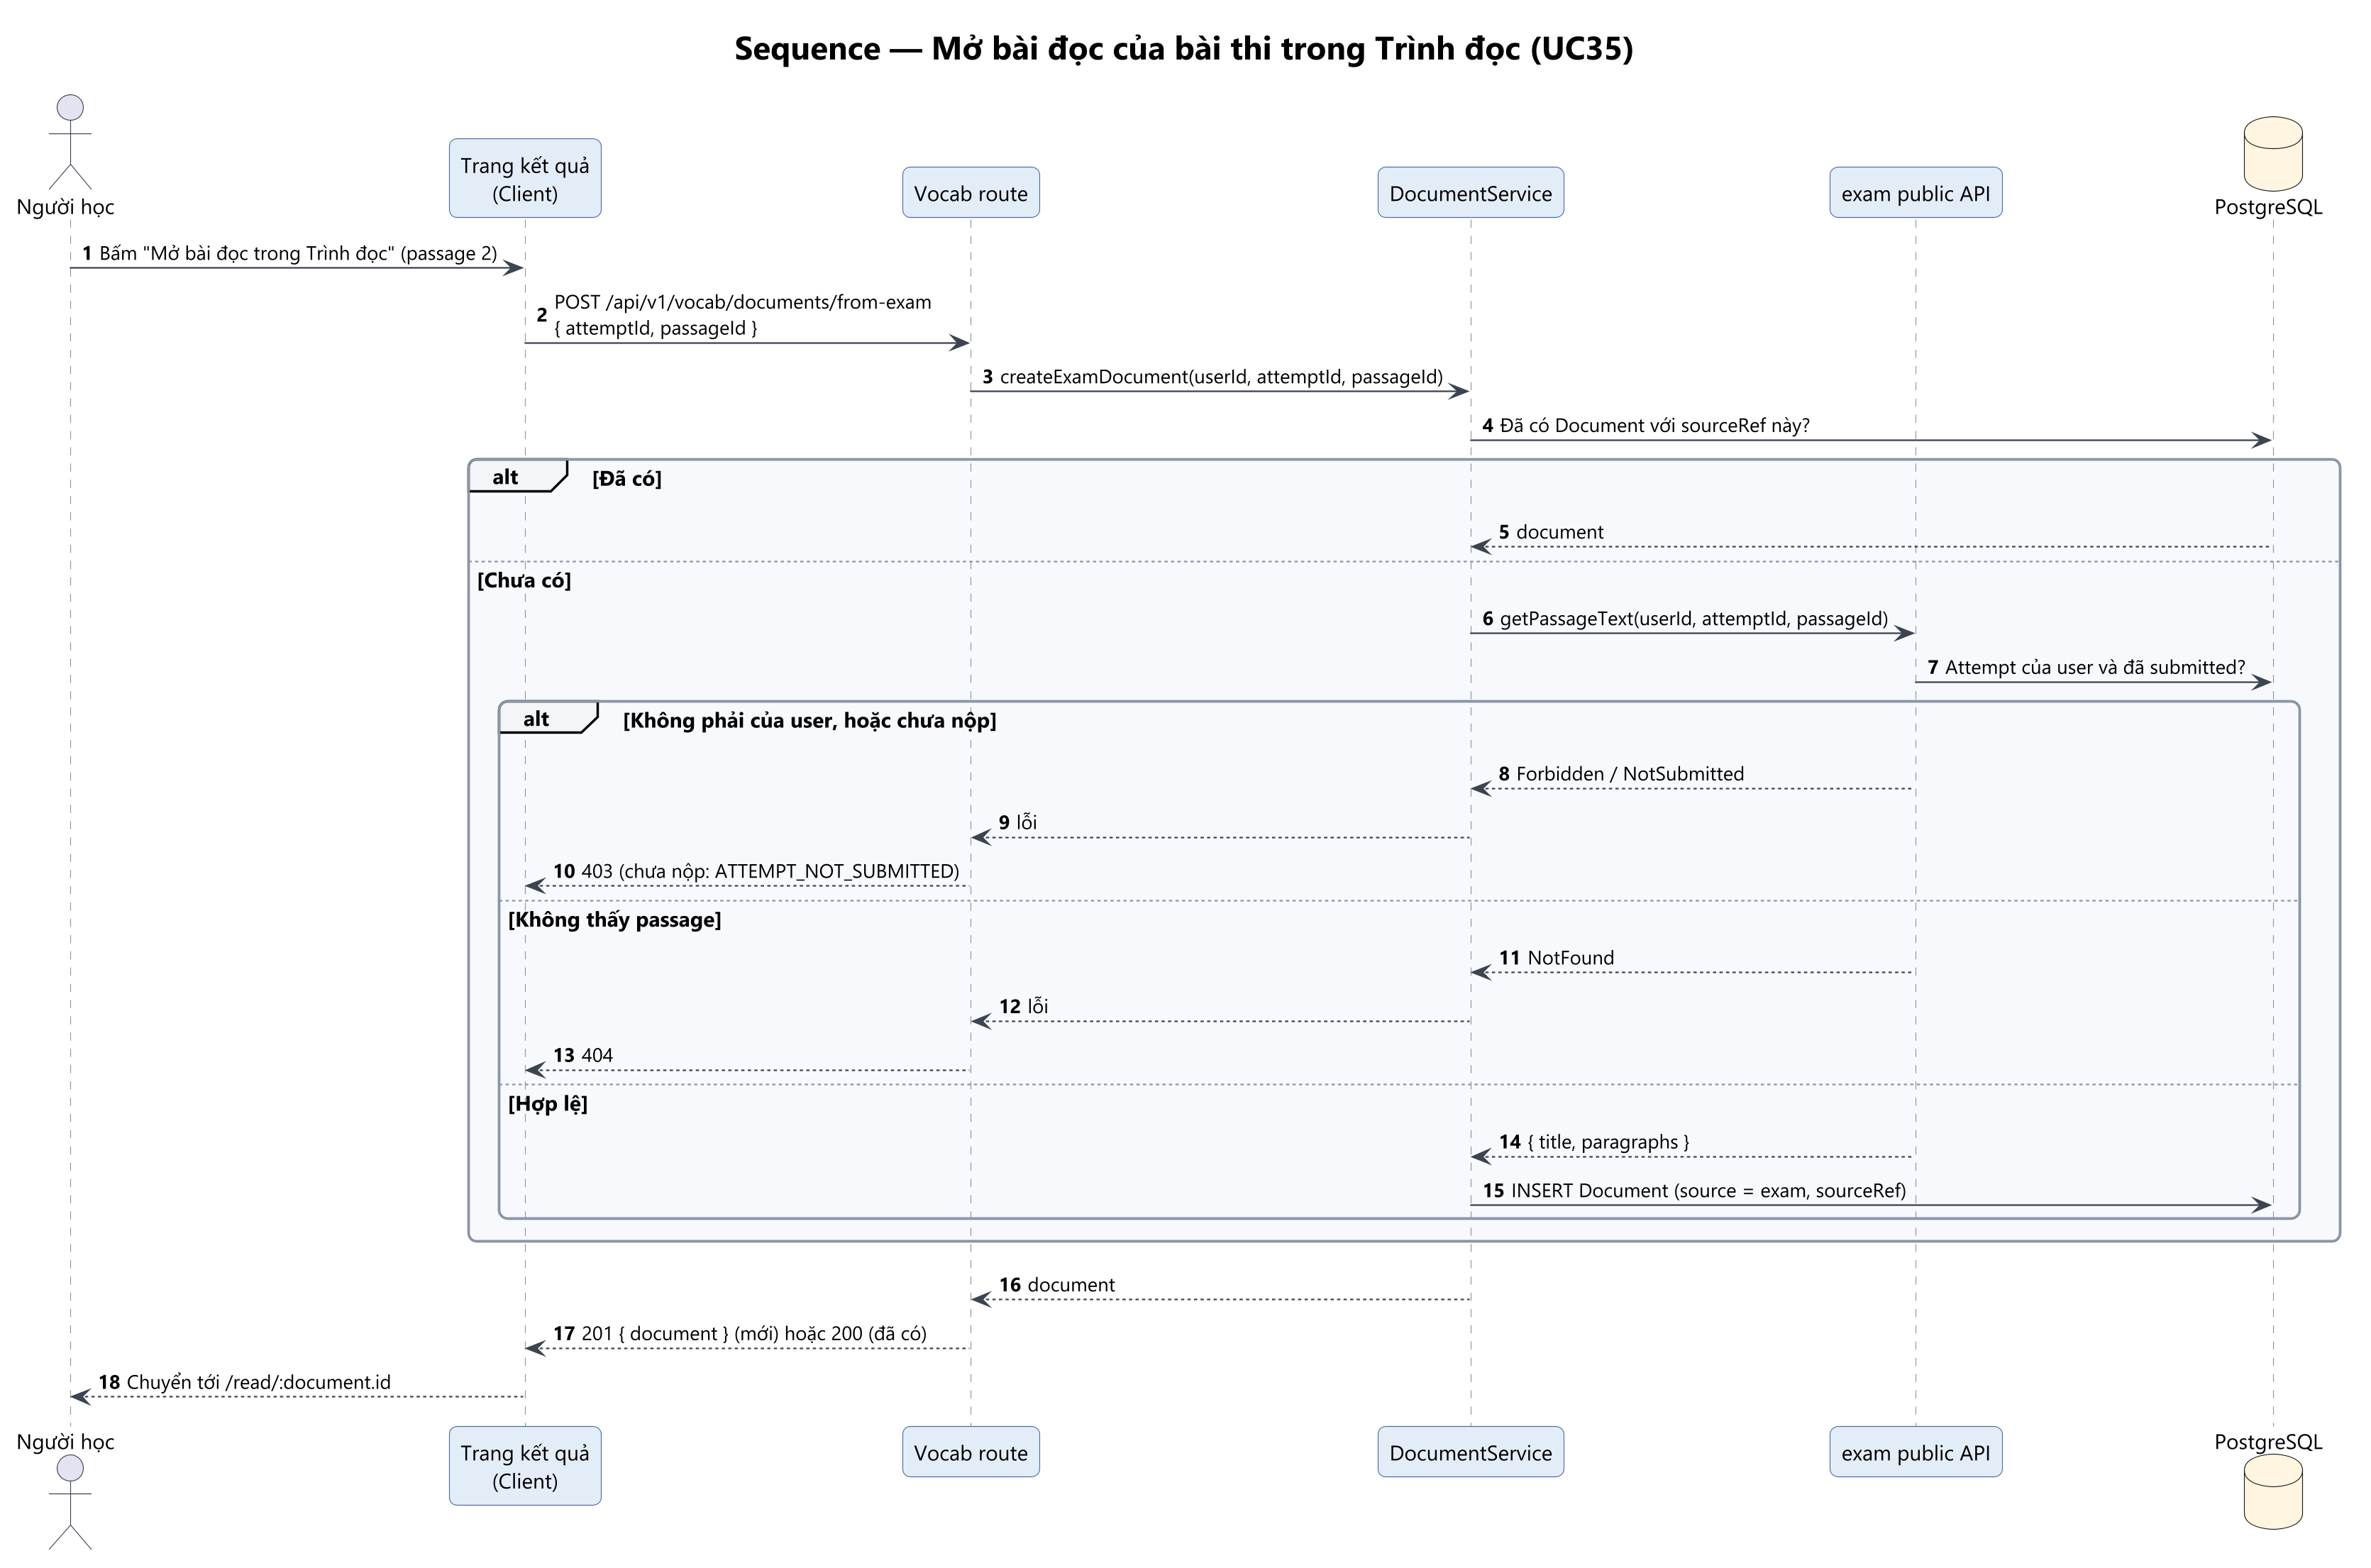 Sequence — Mở bài đọc của bài thi trong Trình đọc (UC35)
Người học
Trang kết quả
(Client)
Vocab route
DocumentService
exam public API
PostgreSQL
1 Bấm "Mở bài đọc trong Trình đọc" (passage 2)
2 POST /api/v1/vocab/documents/from-exam
{ attemptId, passageId }
3 createExamDocument(userId, attemptId, passageId)
4 Đã có Document với sourceRef này?
alt [Đã có]
5 document
[Chưa có]
6 getPassageText(userId, attemptId, passageId)
7 Attempt của user và đã submitted?
alt [Không phải của user, hoặc chưa nộp]
8 Forbidden / NotSubmitted
9 lỗi
10 403 (chưa nộp: ATTEMPT_NOT_SUBMITTED)
[Không thấy passage]
11 NotFound
12 lỗi
13 404
[Hợp lệ]
14 { title, paragraphs }
15 INSERT Document (source = exam, sourceRef)
16 document
17 201 { document } (mới) hoặc 200 (đã có)
18 Chuyển tới /read/:document.id
Người học
Trang kết quả
(Client)
Vocab route
DocumentService
exam public API
PostgreSQL